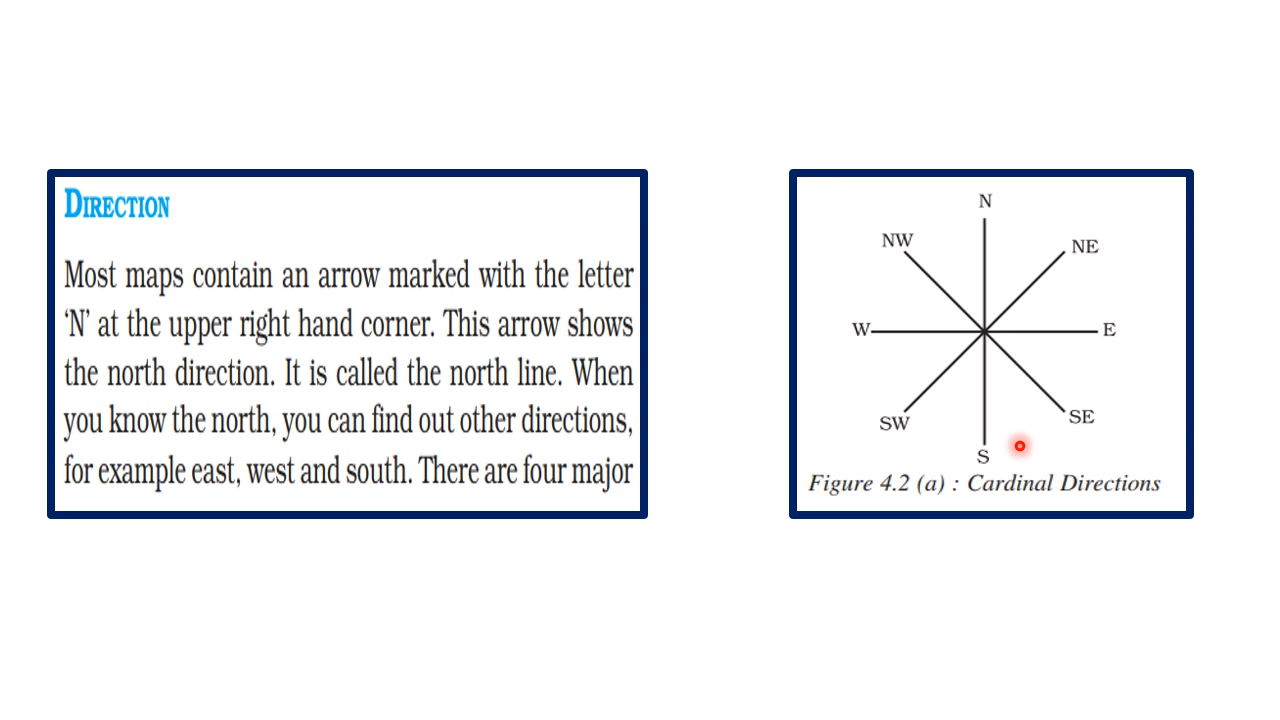 DIRECTION
Most maps contain an arrow marked with the letter
‘N’ at the upper right hand corner. This arrow shows
the north direction. It is called the north line. When
you know the north, you can find out other directions,
for example east, west and south. There are four major
N
NW
NE
W
E
SW
SE
S
Figure 4.2 (a) : Cardinal Directions